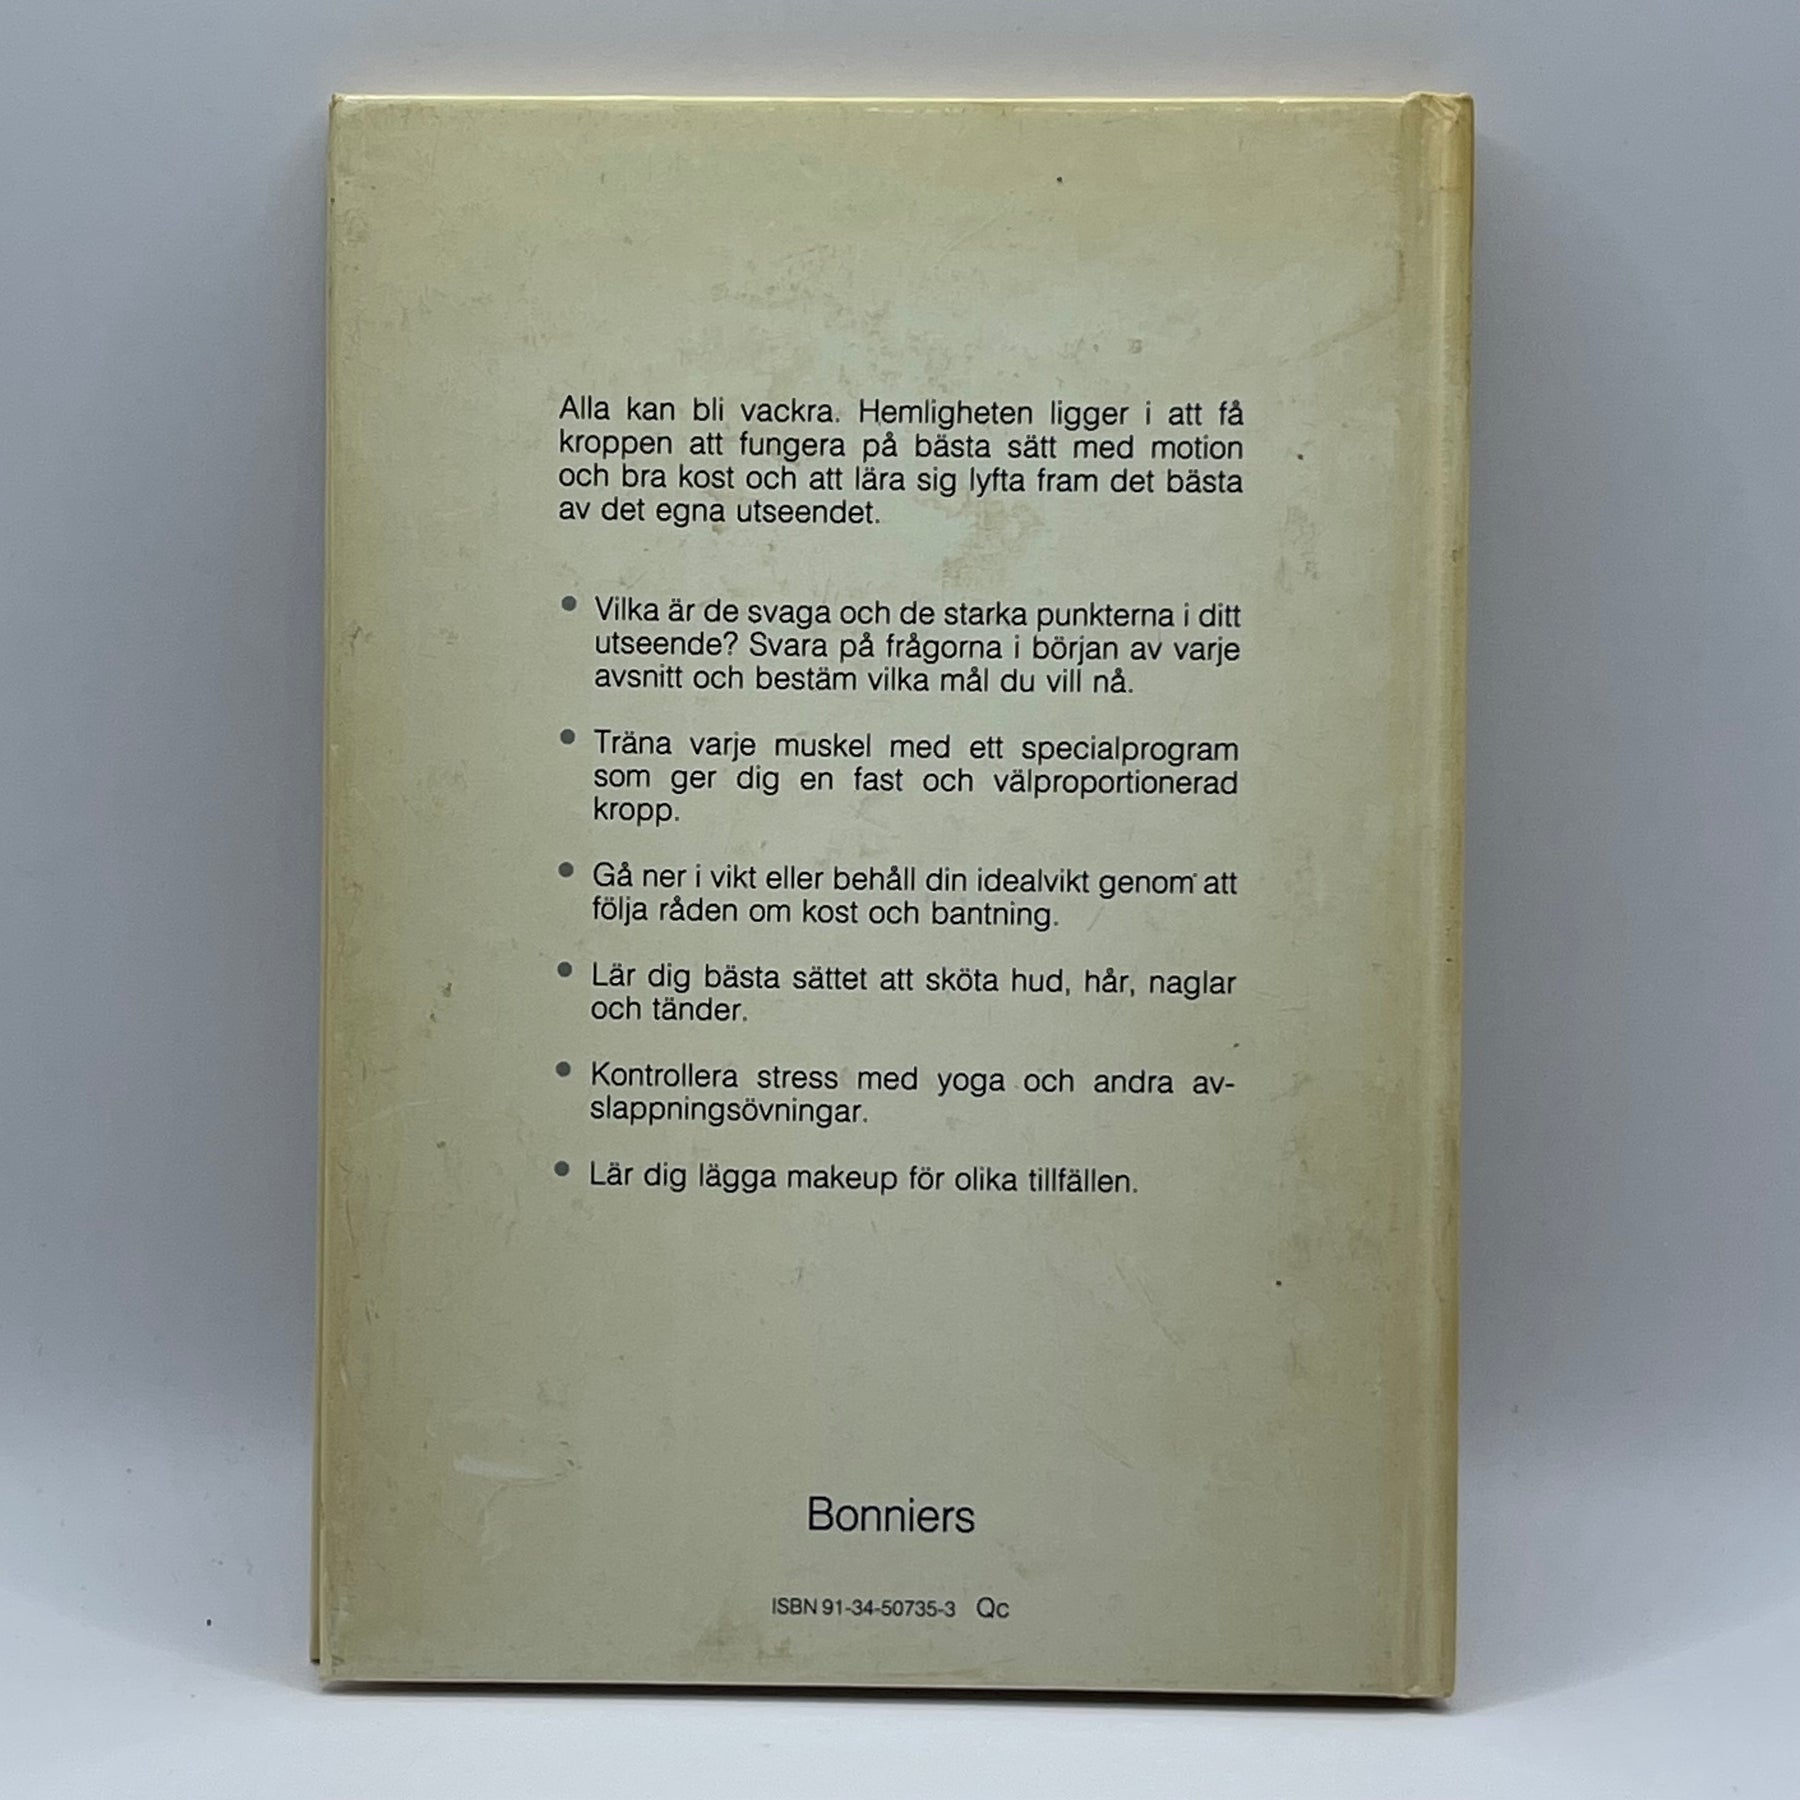 Alla kan bli vackra. Hemligheten ligger i att få
kroppen att fungera på bästa sätt med motion
och bra kost och att lära sig lyfta fram det bästa
av det egna utseendet.
• Vilka är de svaga och de starka punkterna i ditt
utseende? Svara på frågorna i början av varje
avsnitt och bestäm vilka mål du vill nå.
• Träna varje muskel med ett specialprogram
som ger dig en fast och välproportionerad
kropp.
• Gå ner i vikt eller behåll din idealvikt genom att
följa råden om kost och bantning.
• Lär dig bästa sättet att sköta hud, hår, naglar
och tänder.
• Kontrollera stress med yoga och andra av-
slappningsövningar.
• Lär dig lägga makeup för olika tillfällen.
Bonniers
ISBN 91-34-50735-3 Qc